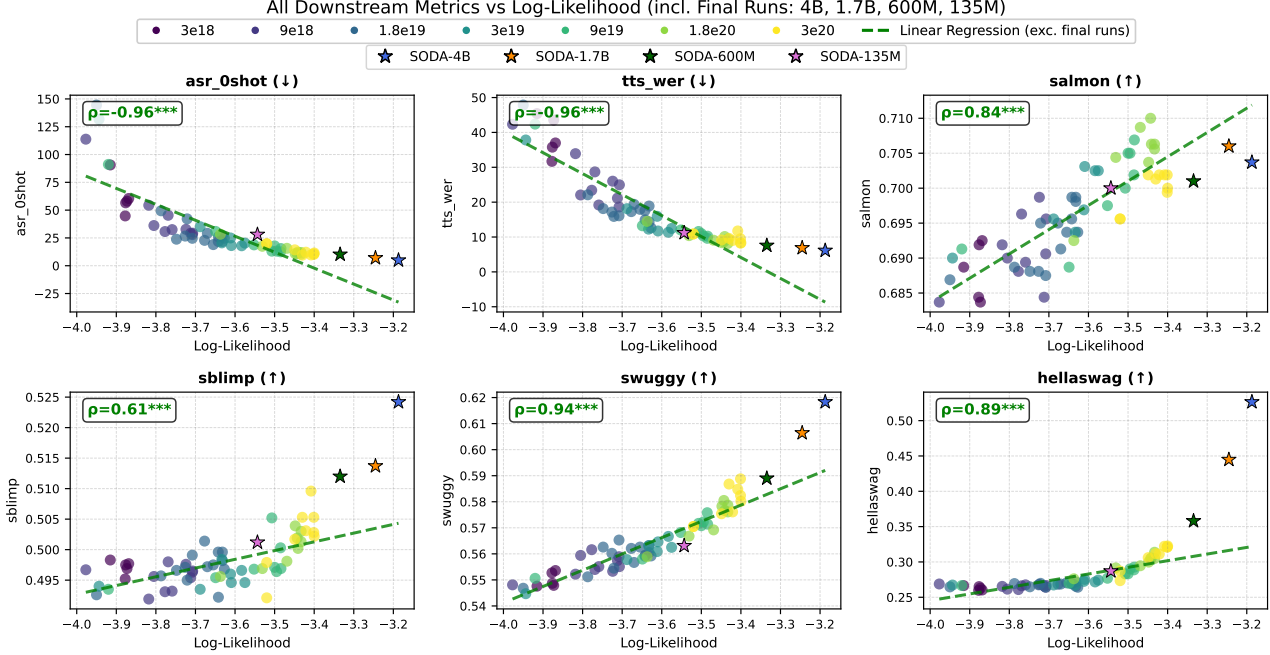 All Downstream Metrics vs Log-Likelihood (incl. Final Runs: 4B, 1.7B, 600M, 135M)
3e18 9e18 1.8e19 3e19 9e19 1.8e20 3e20 Linear Regression (exc. final runs)
SODA-4B SODA-1.7B SODA-600M SODA-135M
asr_0shot (↓)
ρ=-0.96***
150
125
100
75
50
25
0
−25
asr_0shot
−4.0 −3.9 −3.8 −3.7 −3.6 −3.5 −3.4 −3.3 −3.2
Log-Likelihood
tts_wer (↓)
ρ=-0.96***
50
40
30
20
10
0
−10
tts_wer
−4.0 −3.9 −3.8 −3.7 −3.6 −3.5 −3.4 −3.3 −3.2
Log-Likelihood
salmon (↑)
ρ=0.84***
0.710
0.705
0.700
0.695
0.690
0.685
salmon
−4.0 −3.9 −3.8 −3.7 −3.6 −3.5 −3.4 −3.3 −3.2
Log-Likelihood
sblimp (↑)
ρ=0.61***
0.525
0.520
0.515
0.510
0.505
0.500
0.495
sblimp
−4.0 −3.9 −3.8 −3.7 −3.6 −3.5 −3.4 −3.3 −3.2
Log-Likelihood
swuggy (↑)
ρ=0.94***
0.62
0.61
0.60
0.59
0.58
0.57
0.56
0.55
0.54
swuggy
−4.0 −3.9 −3.8 −3.7 −3.6 −3.5 −3.4 −3.3 −3.2
Log-Likelihood
hellaswag (↑)
ρ=0.89***
0.50
0.45
0.40
0.35
0.30
0.25
hellaswag
−4.0 −3.9 −3.8 −3.7 −3.6 −3.5 −3.4 −3.3 −3.2
Log-Likelihood